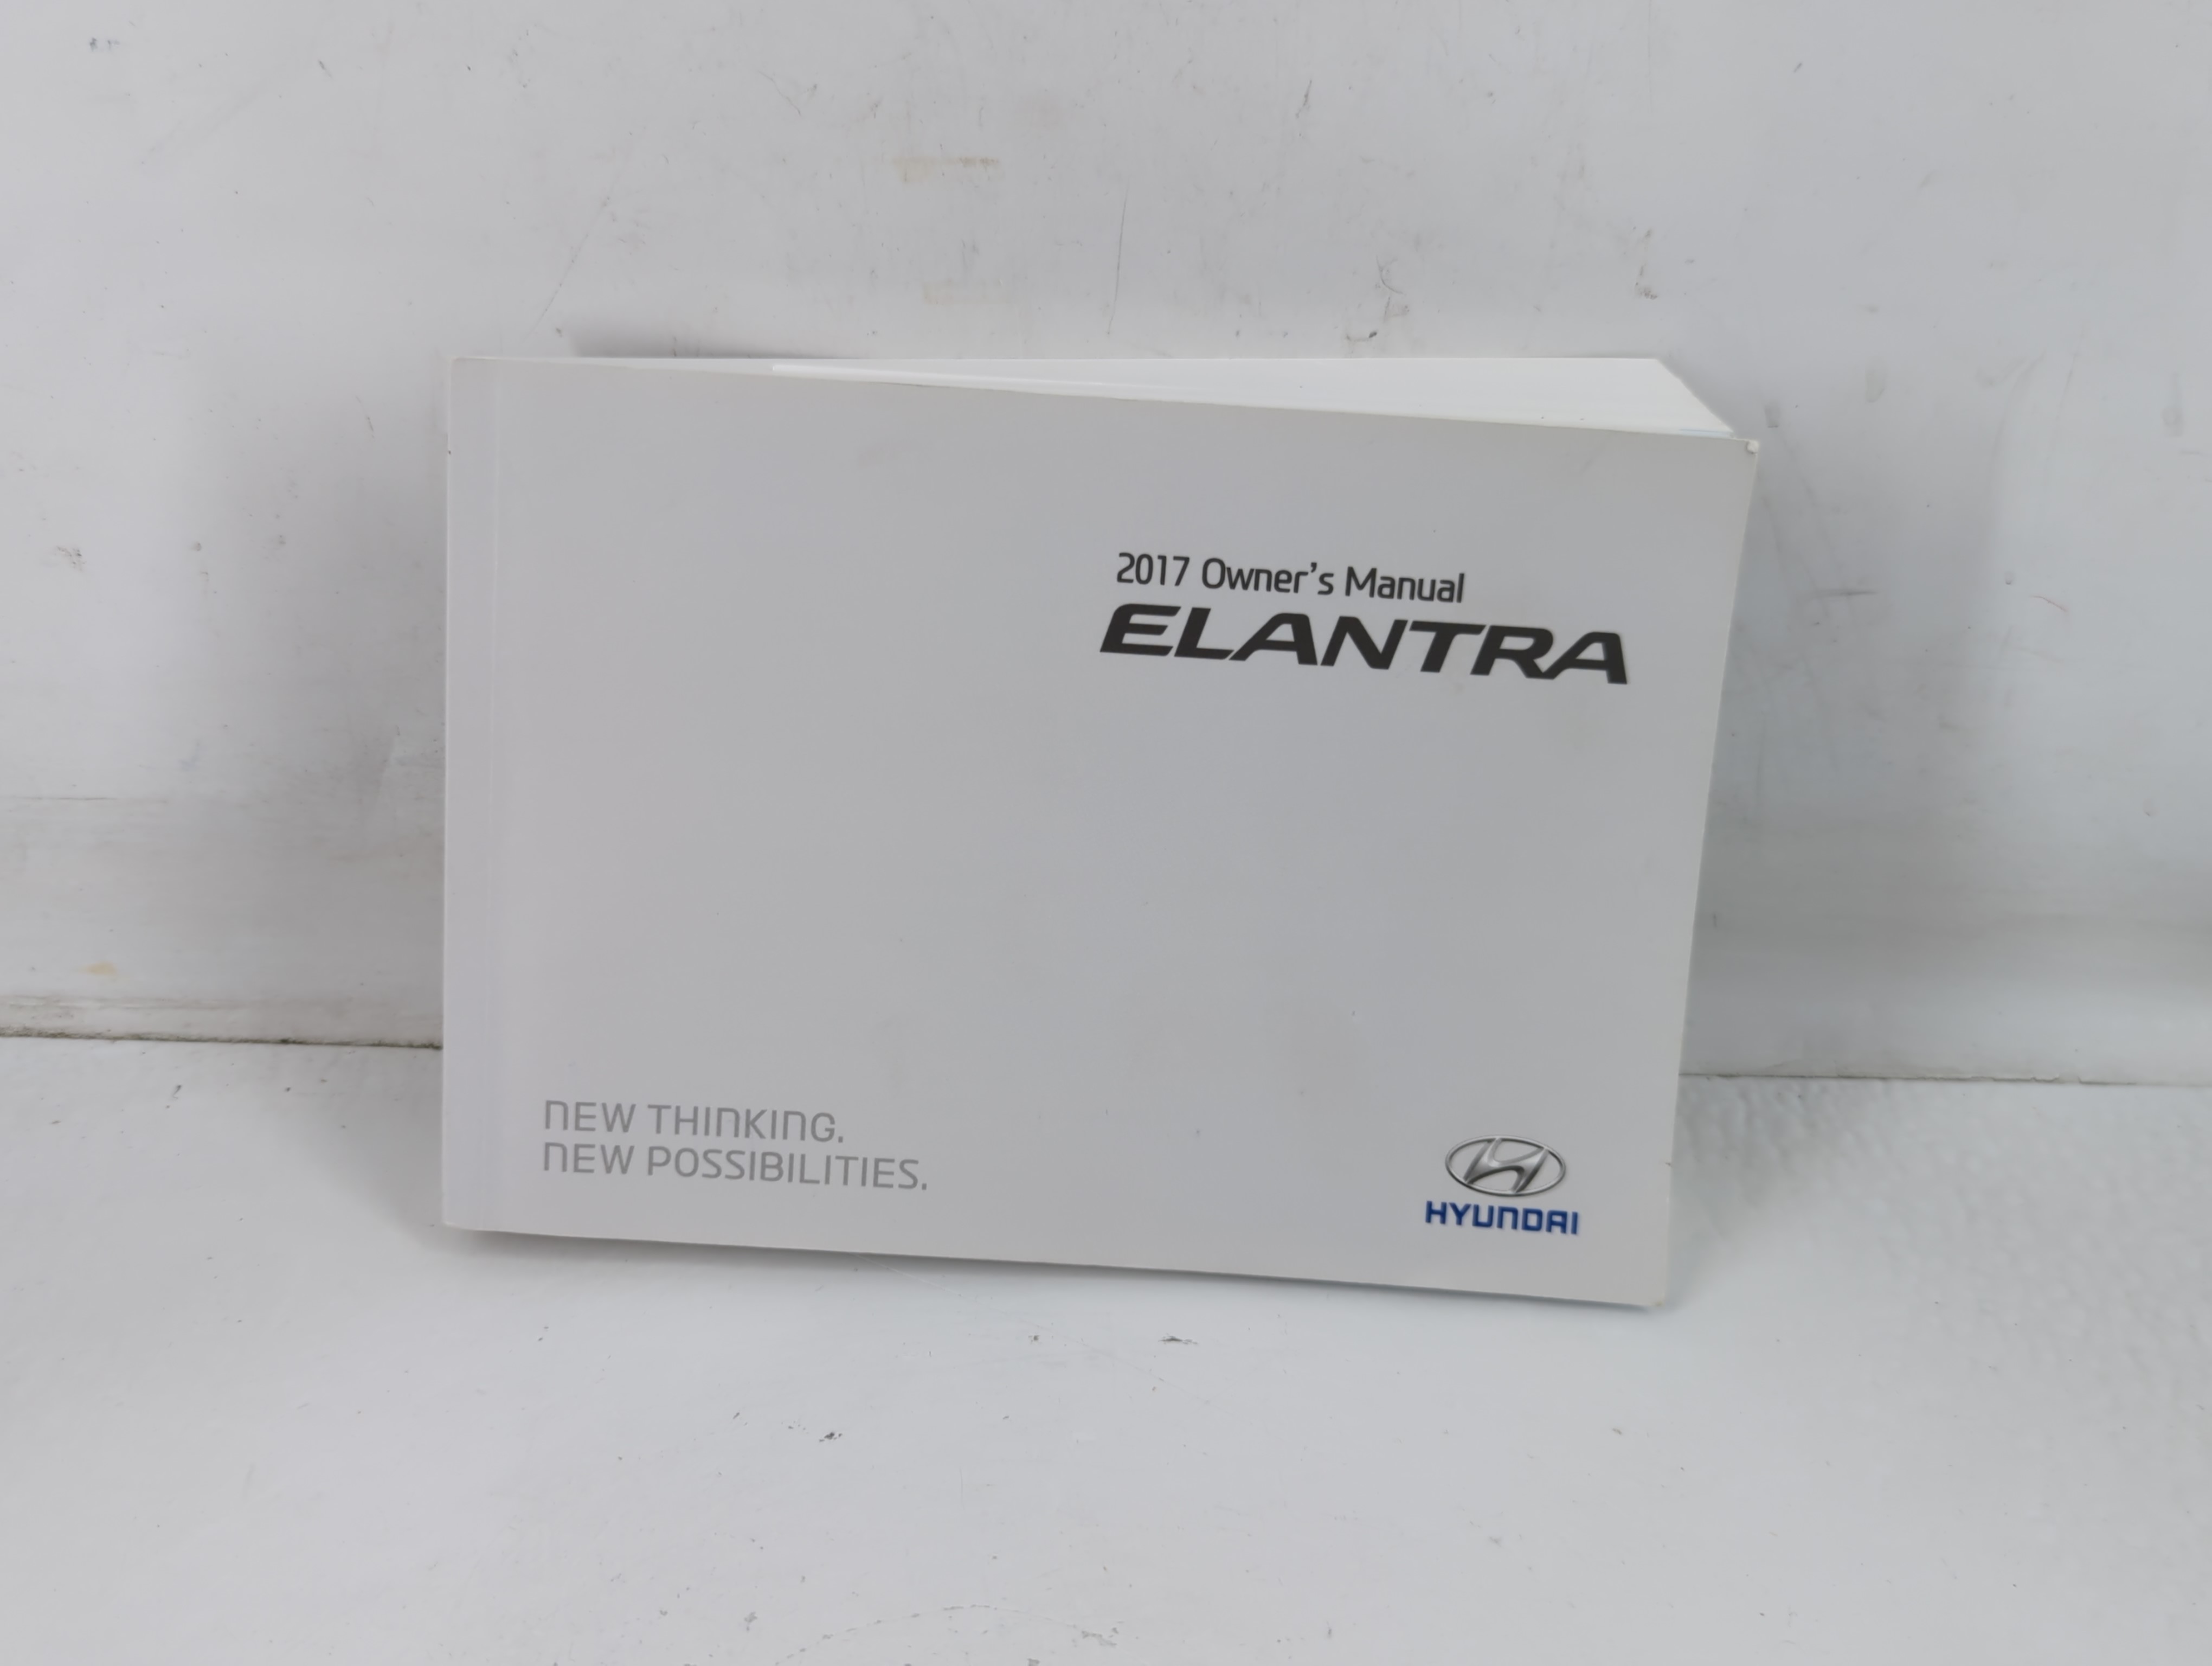 2017 Owner's Manual
ELANTRA
NEW THINKING.
NEW POSSIBILITIES.
HYUNDAI